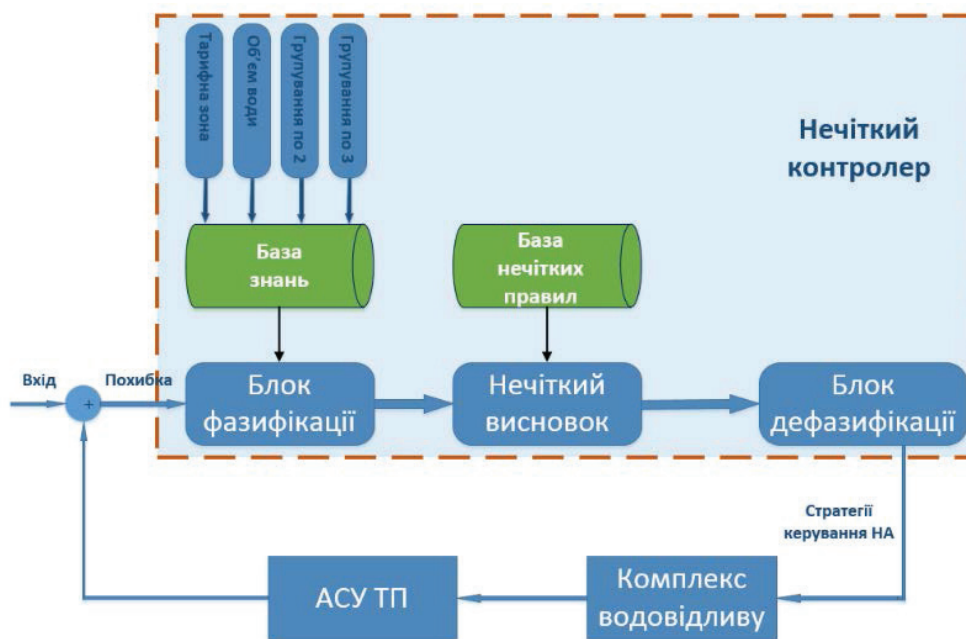 Тарифна зона
Об'єм води
Групування по 2
Групування по 3
Нечіткий
контролер
База
знань
База
нечітких
правил
Вхід
+
Похибка
Блок
фазифікації
Нечіткий
висновок
Блок
дефазифікації
Стратегії
керування НА
АСУ ТП
Комплекс
водовідливу